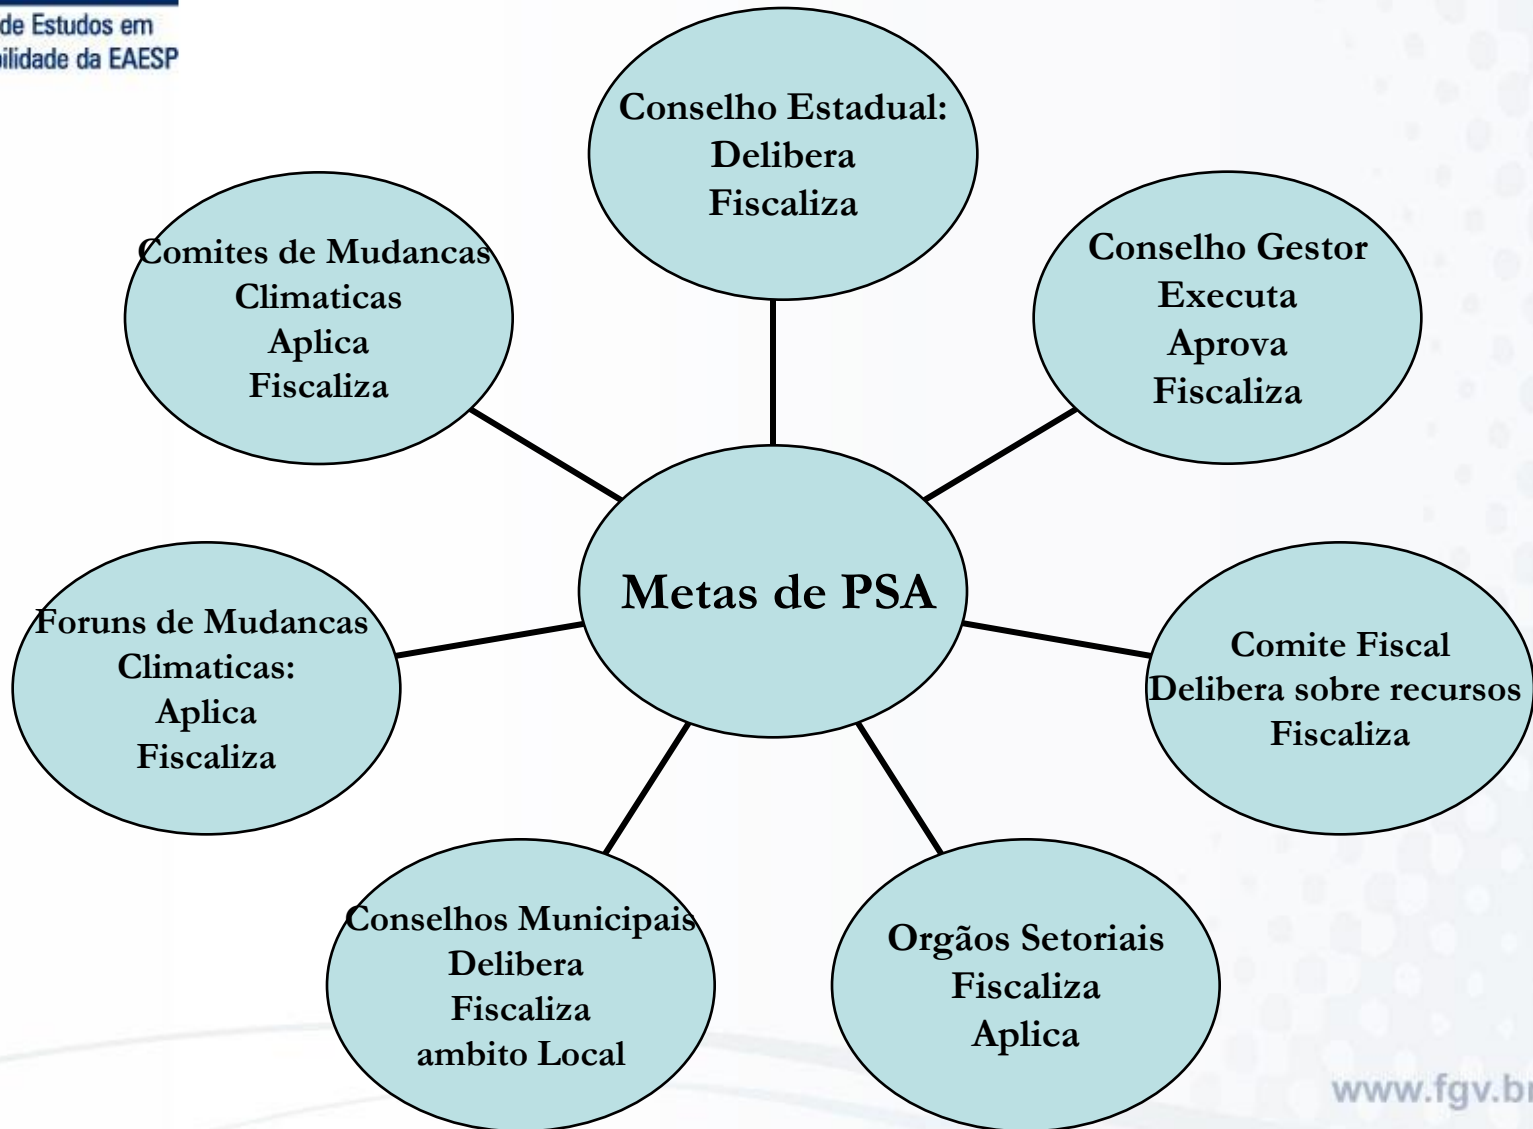 de Estudos em
bilidade da EAESP
Conselho Estadual:
Delibera
Fiscaliza
Comites de Mudancas
Climaticas
Aplica
Fiscaliza
Conselho Gestor
Executa
Aprova
Fiscaliza
Metas de PSA
Foruns de Mudancas
Climaticas:
Aplica
Fiscaliza
Comite Fiscal
Delibera sobre recursos
Fiscaliza
Conselhos Municipais
Delibera
Fiscaliza
ambito Local
Orgãos Setoriais
Fiscaliza
Aplica
www.fgv.br